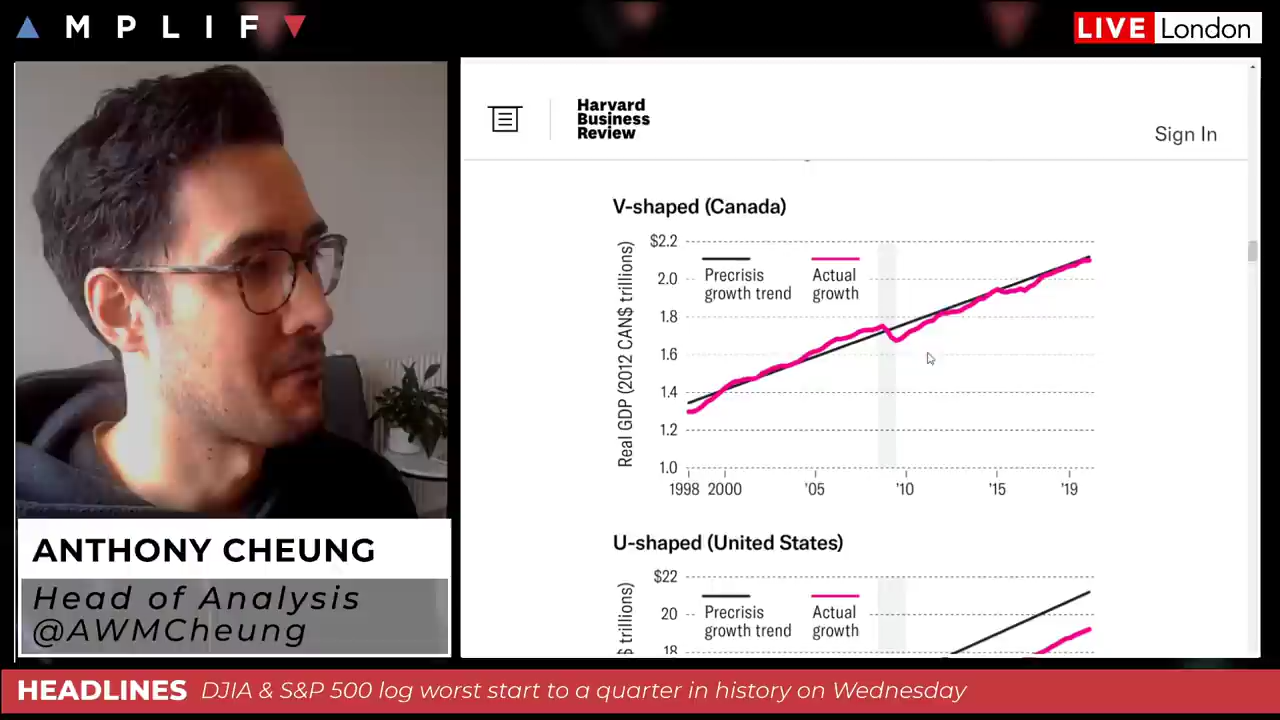 AMPLIFY
LIVE London
Harvard
Business
Review
Sign In
V-shaped (Canada)
Real GDP (2012 CAN$ trillions)
$2.2
2.0
1.8
1.6
1.4
1.2
1.0
Precrisis
growth trend
Actual
growth
1998 2000 '05 '10 '15 '19
U-shaped (United States)
$ trillions)
$22
20
18
Precrisis
growth trend
Actual
growth
ANTHONY CHEUNG
Head of Analysis
@AWMCheung
HEADLINES DJIA & S&P 500 log worst start to a quarter in history on Wednesday